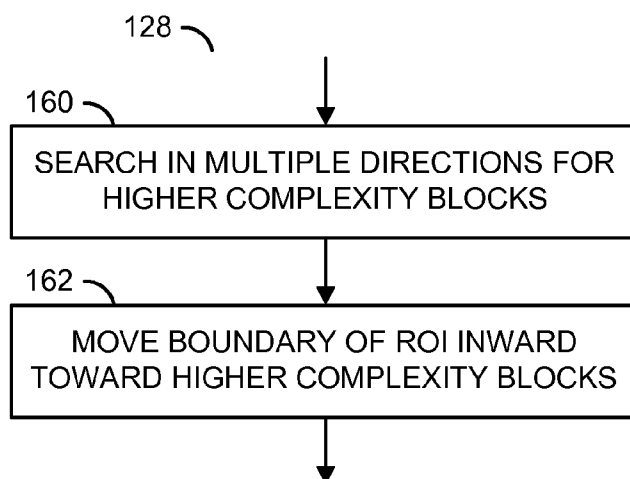 128
160
SEARCH IN MULTIPLE DIRECTIONS FOR
HIGHER COMPLEXITY BLOCKS
162
MOVE BOUNDARY OF ROI INWARD
TOWARD HIGHER COMPLEXITY BLOCKS